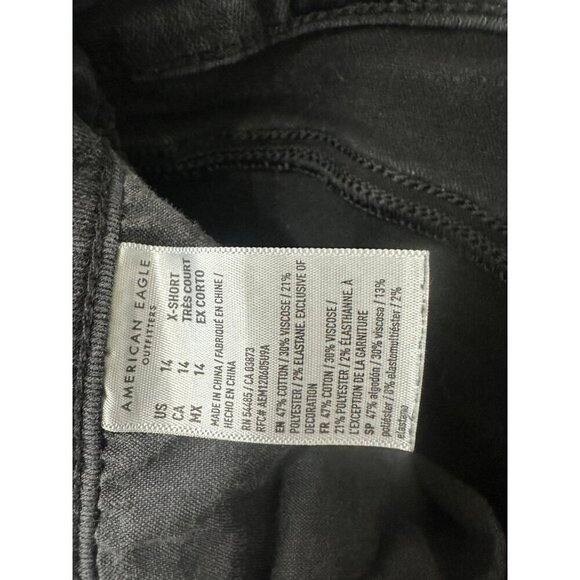 AMERICAN EAGLE
OUTFITTERS
US 14 X-SHORT
CA 14 TRÈS COURT
MX 14 EX CORTO
MADE IN CHINA / FABRIQUÉ EN CHINE /
HECHO EN CHINA
RN 54485 / CA 03873
RFC# AEM120605U9A
EN 47% COTTON / 30% VISCOSE / 21%
POLYESTER / 2% ELASTANE. EXCLUSIVE OF
DECORATION
FR 47% COTON / 30% VISCOSE /
21% POLYESTER / 2% ÉLASTHANNE. À
L'EXCEPTION DE LA GARNITURE
SP 47% algodón / 30% viscosa / 13%
poliéster / 8% elastomultiéster / 2%
elastano